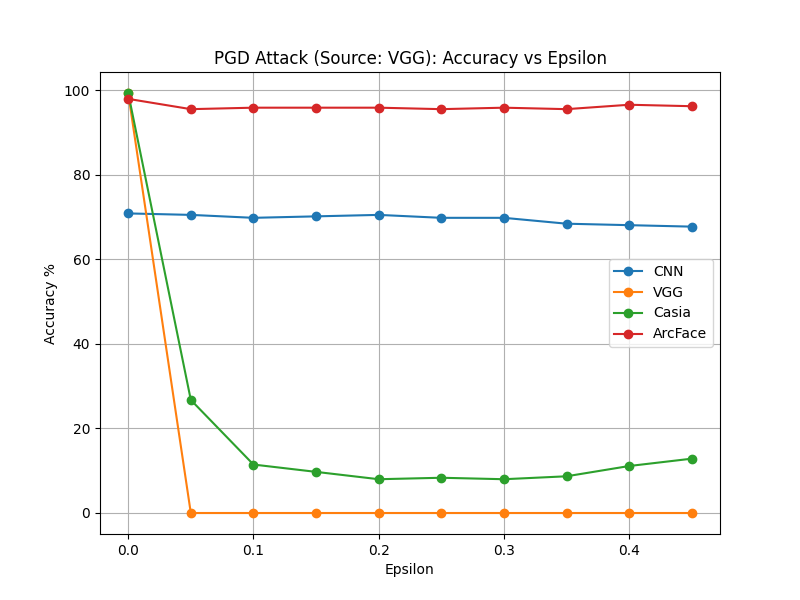 PGD Attack (Source: VGG): Accuracy vs Epsilon
100
80
60
40
20
0
Accuracy %
CNN
VGG
Casia
ArcFace
0.0 0.1 0.2 0.3 0.4
Epsilon